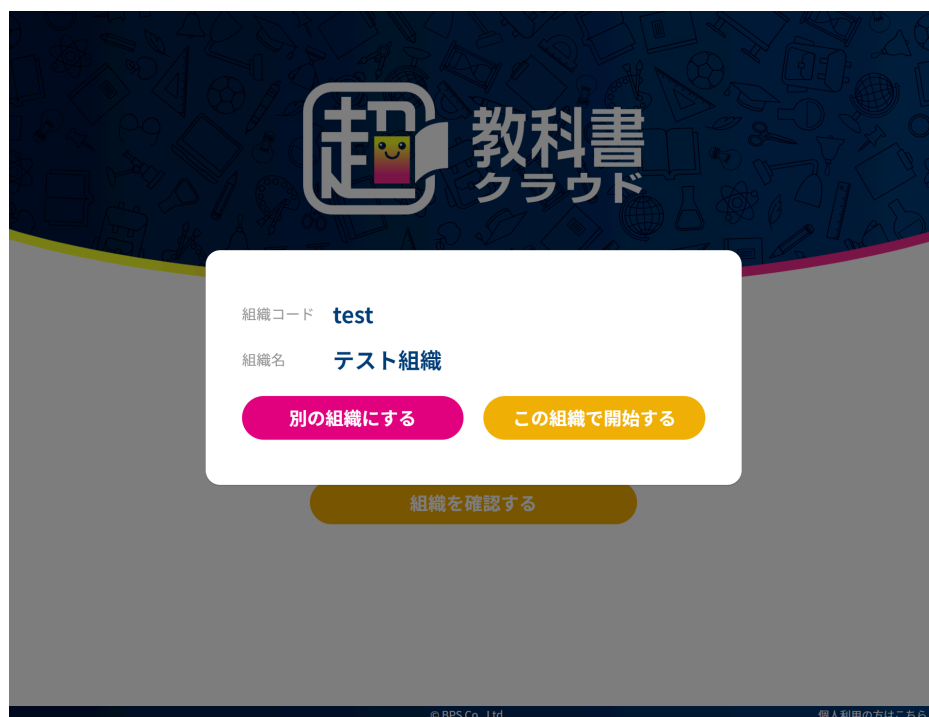 超
教科書
クラウド
組織コード test
組織名 テスト組織
別の組織にする この組織で開始する
組織を確認する
© BPS Co., Ltd. 個人利用の方はこちら